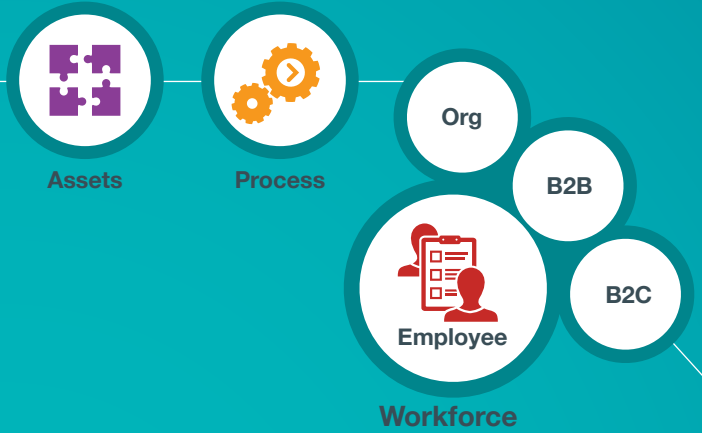 Assets
Process
Org
B2B
B2C
Employee
Workforce